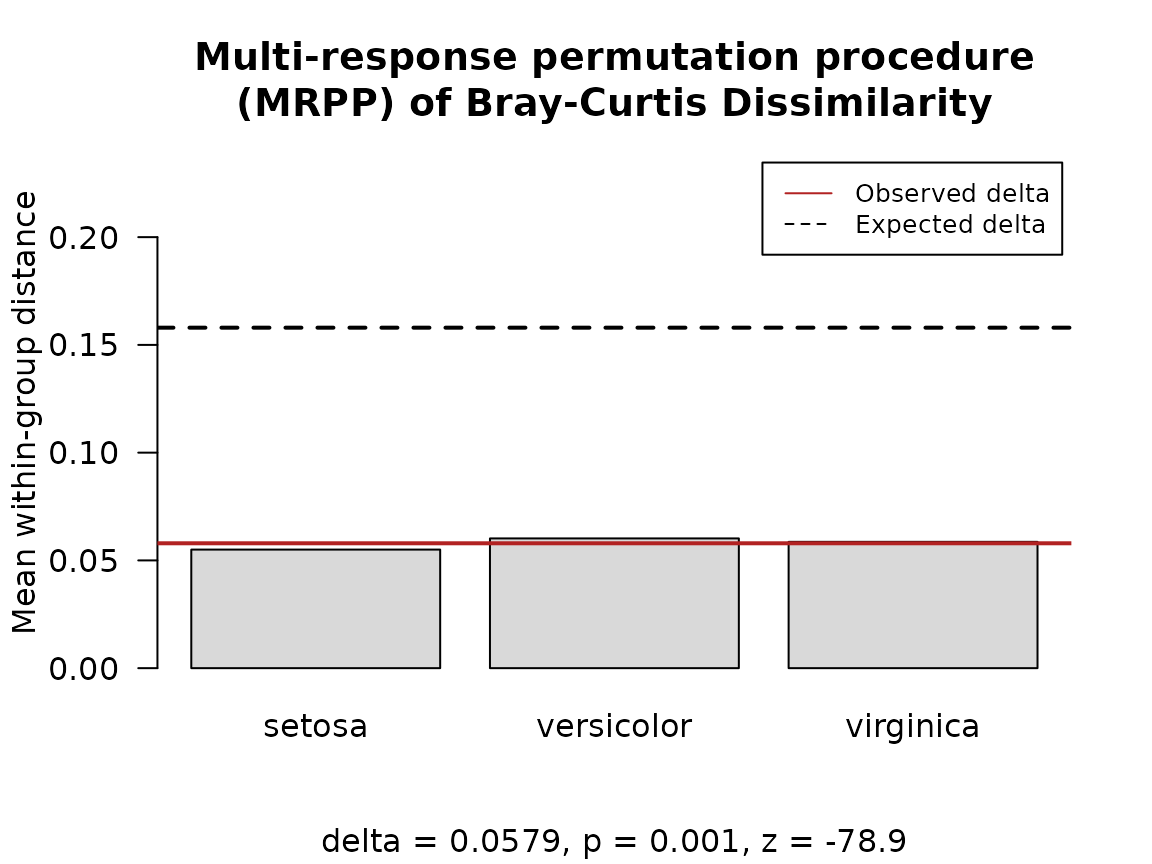 Multi-response permutation procedure
(MRPP) of Bray-Curtis Dissimilarity
Observed delta
Expected delta
Mean within-group distance
0.20
0.15
0.10
0.05
0.00
setosa versicolor virginica
delta = 0.0579, p = 0.001, z = -78.9